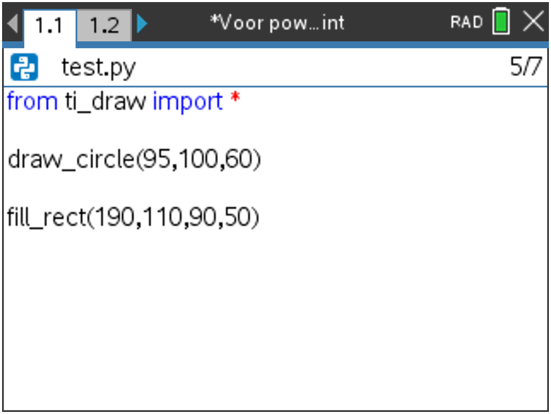 1.1 1.2 *Voor pow...int RAD
test.py 5/7
from ti_draw import *
draw_circle(95,100,60)
fill_rect(190,110,90,50)